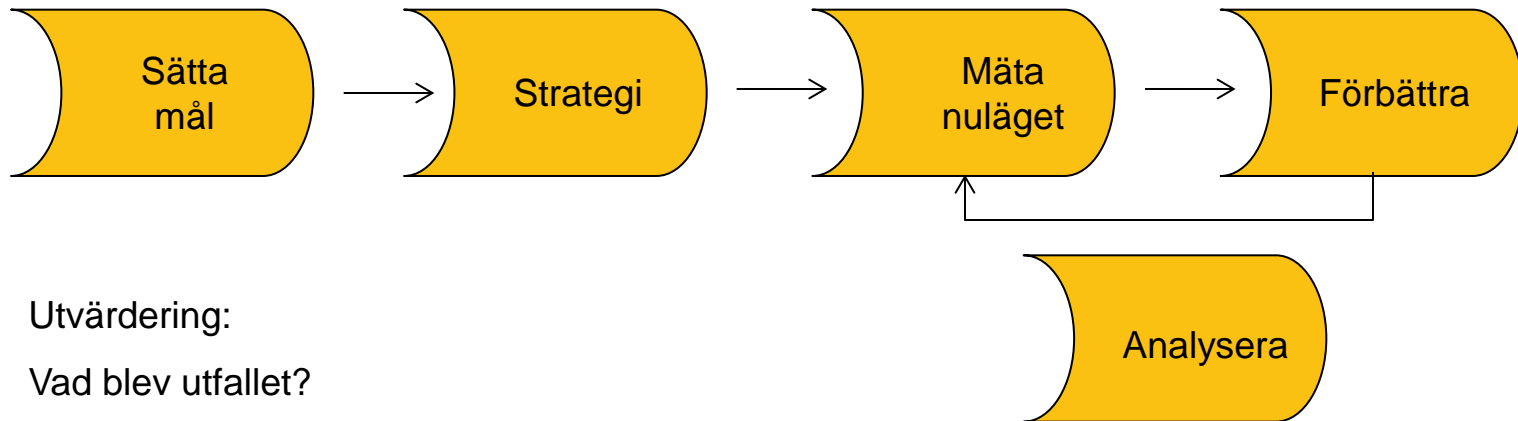 Sätta
mål
Strategi
Mäta
nuläget
Förbättra
Analysera
Utvärdering:
Vad blev utfallet?